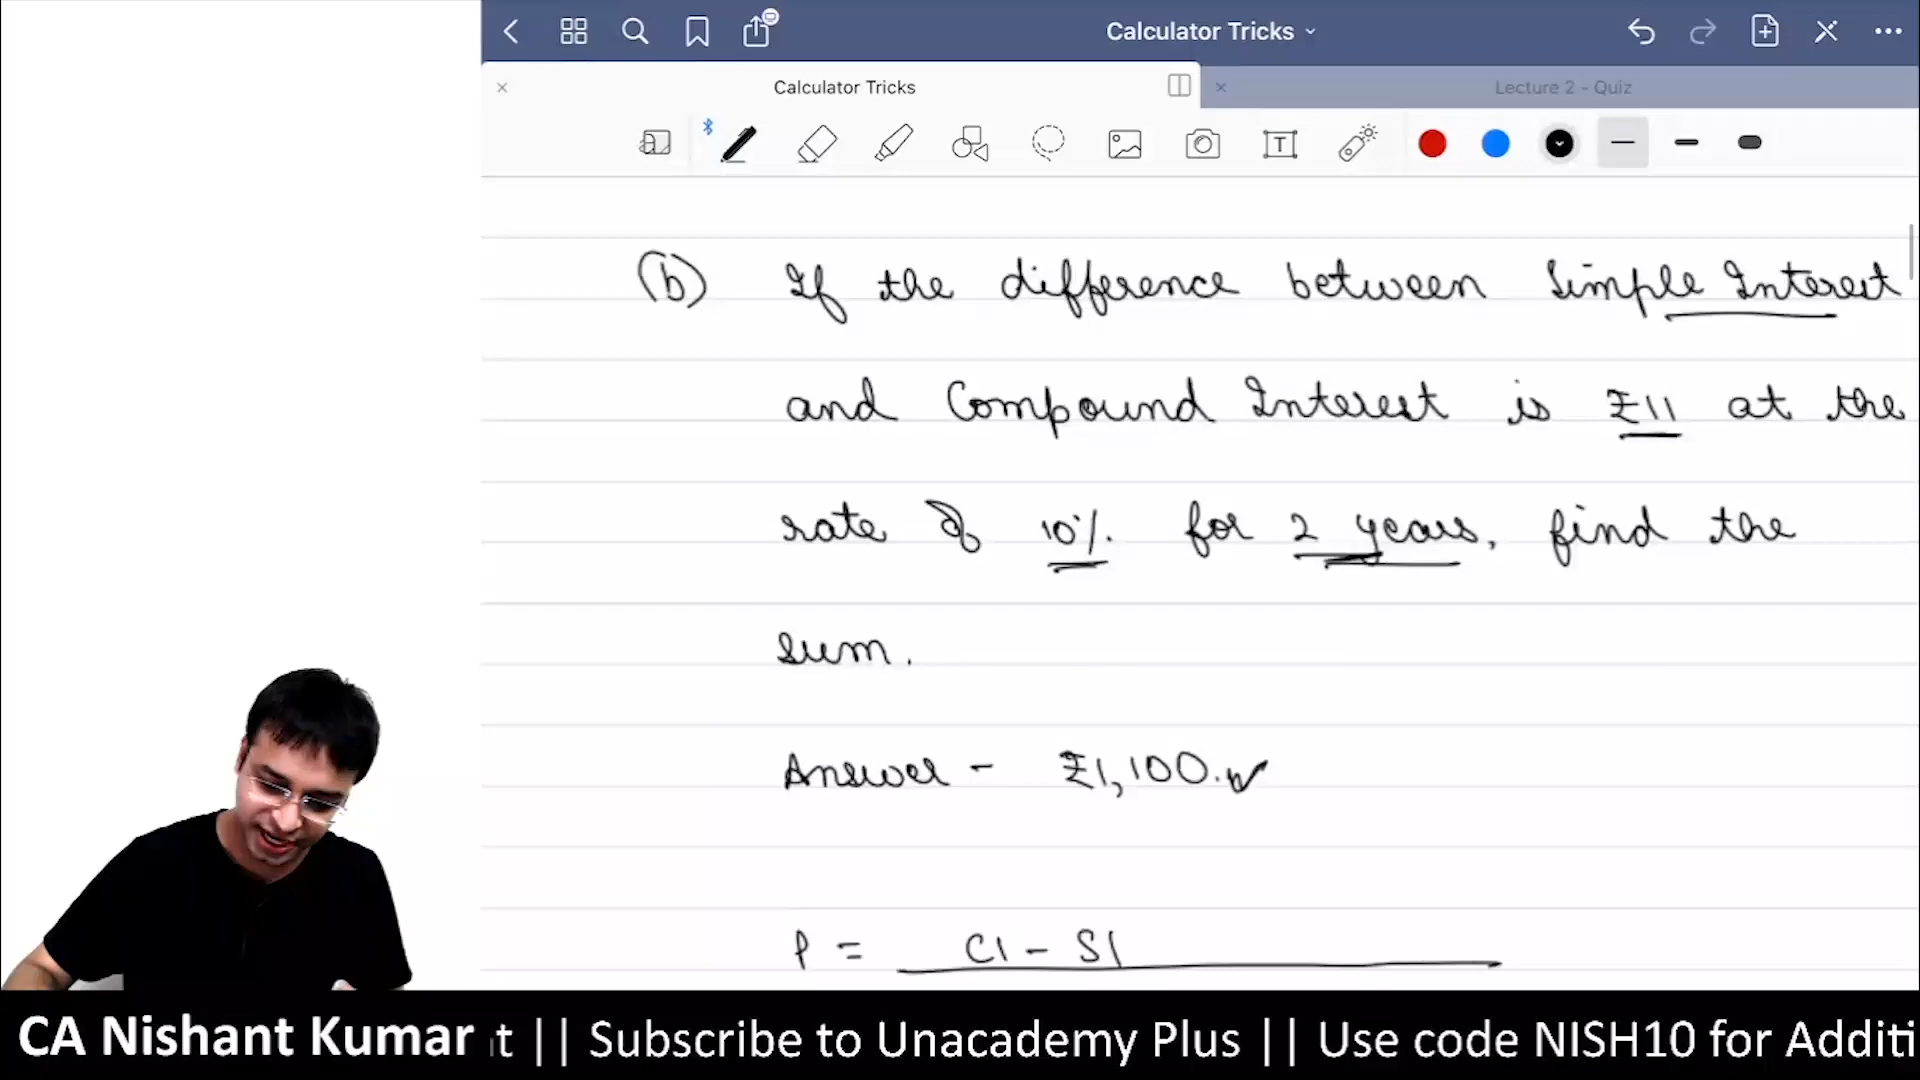 Calculator Tricks
Calculator Tricks
Lecture 2 - Quiz
(b) If the difference between Simple Interest
and Compound Interest is ₹11 at the
rate of 10%. for 2 years, find the
sum.
Answer - ₹1,100.
P = CI - SI
CA Nishant Kumar t || Subscribe to Unacademy Plus || Use code NISH10 for Additi